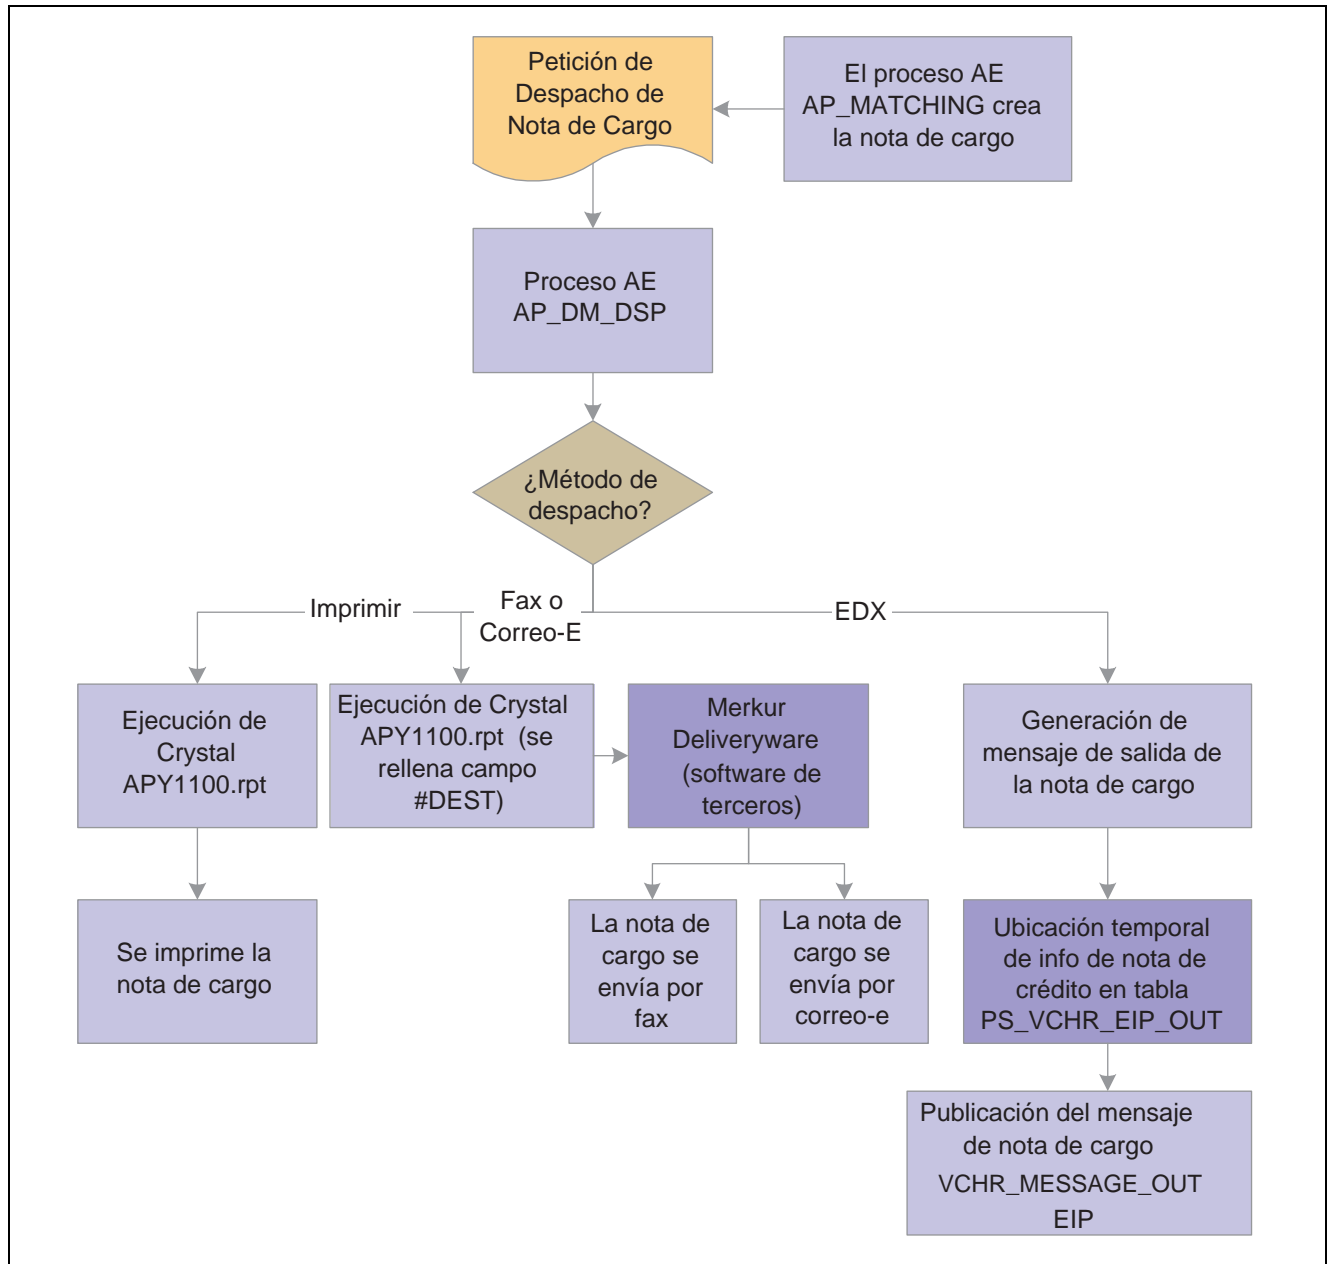 Petición de
Despacho de
Nota de Cargo
El proceso AE
AP_MATCHING crea
la nota de cargo
Proceso AE
AP_DM_DSP
¿Método de
despacho?
Imprimir
Fax o
Correo-E
EDX
Ejecución de
Crystal
APY1100.rpt
Ejecución de Crystal
APY1100.rpt (se
rellena campo
#DEST)
Merkur
Deliveryware
(software de
terceros)
Generación de
mensaje de salida de
la nota de cargo
Se imprime la
nota de cargo
La nota de
cargo se
envía por
fax
La nota de
cargo se
envía por
correo-e
Ubicación temporal
de info de nota de
crédito en tabla
PS_VCHR_EIP_OUT
Publicación del mensaje
de nota de cargo
VCHR_MESSAGE_OUT
EIP